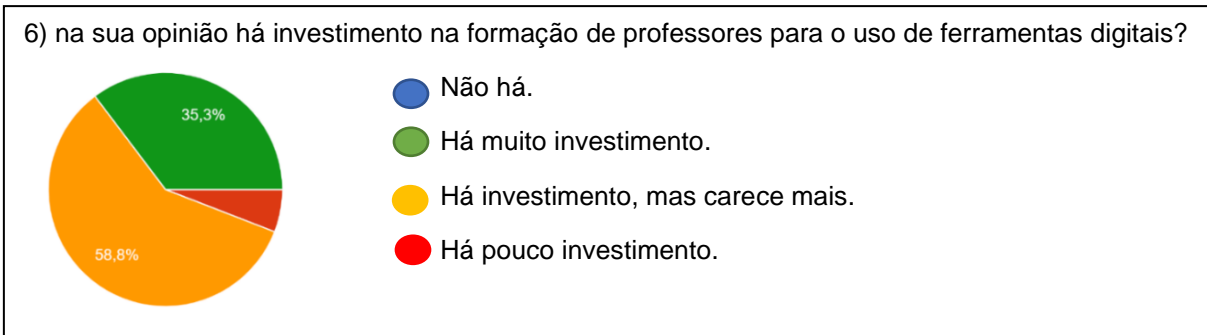 6) na sua opinião há investimento na formação de professores para o uso de ferramentas digitais?
35,3%
58,8%
Não há.
Há muito investimento.
Há investimento, mas carece mais.
Há pouco investimento.